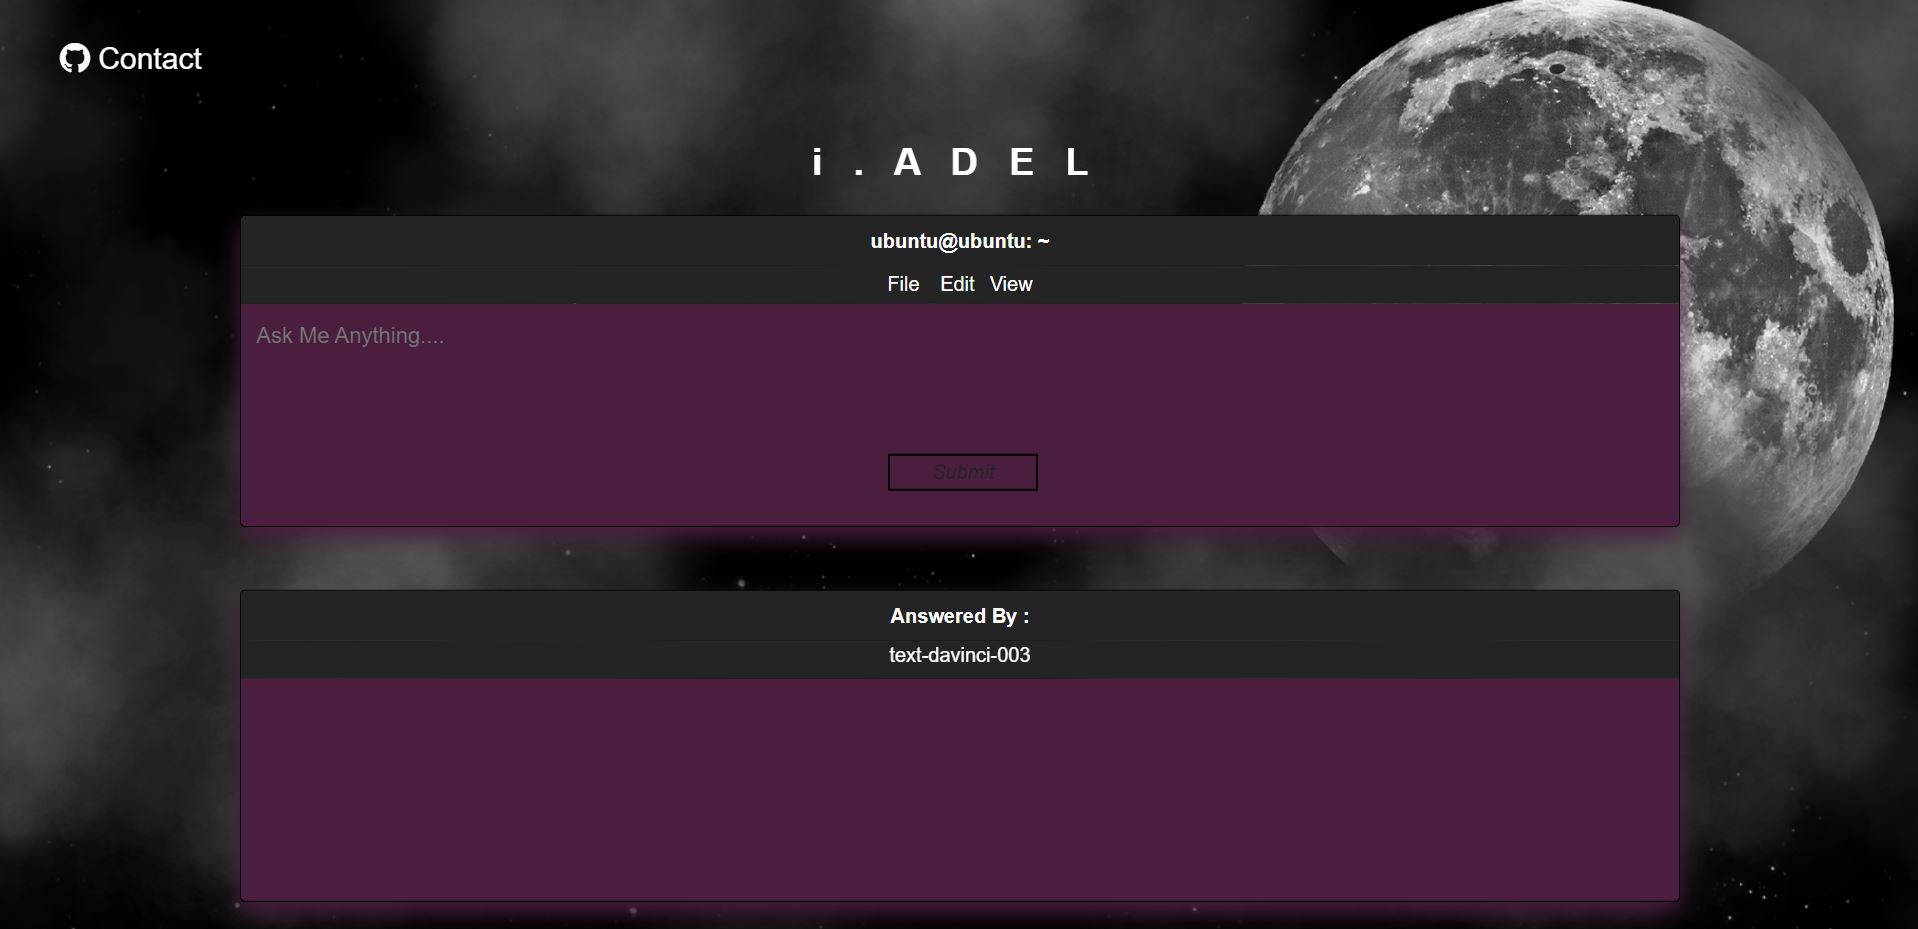 Contact
i . A D E L
ubuntu@ubuntu: ~
File Edit View
Ask Me Anything....
Submit
Answered By :
text-davinci-003